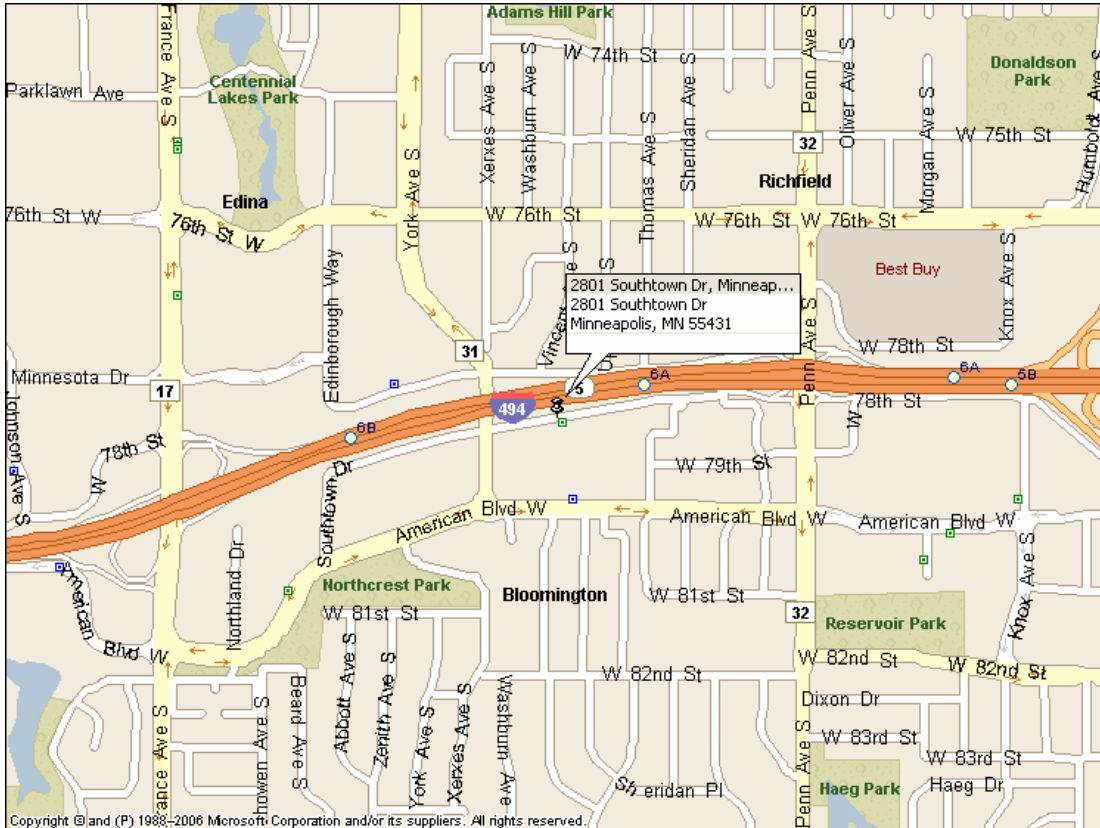 Adams Hill Park
France Ave S
W 74th St
Centennial
Lakes Park
Donaldson
Park
Parklawn Ave
Penn Ave S
Oliver Ave S
Xerxes Ave S
Washburn Ave S
Thomas Ave S
Sheridan Ave S
Morgan Ave S
W 75th St
32
York Ave S
Richfield
Edina
76th St W
76th St W
W 76th St
W 76th St
W 76th St
Edinborough Way
Best Buy
Knox Ave S
2801 Southtown Dr, Minneap...
2801 Southtown Dr
Minneapolis, MN 55431
Penn Ave S
W 78th St
31
Minnesota Dr
17
6A
6A
5B
5
494
Johnson Ave S
W 78th St
6B
W 78th St
Southtown Dr
W 79th St
American Blvd W
American Blvd W
American Blvd W
American Blvd W
Northland Dr
Northcrest Park
Bloomington
W 81st St
W 81st St
32
Reservoir Park
Knox Ave S
W 82nd St
W 82nd St
W 82nd St
Abbott Ave S
Zenith Ave S
York Ave S
Xerxes Ave S
Washburn Ave S
Beard Ave S
Dixon Dr
W 83rd St
W 83rd St
Penn Ave S
Sheridan Pl
Haeg Park
Haeg Dr
Copyright © and (P) 1988–2006 Microsoft Corporation and/or its suppliers. All rights reserved.